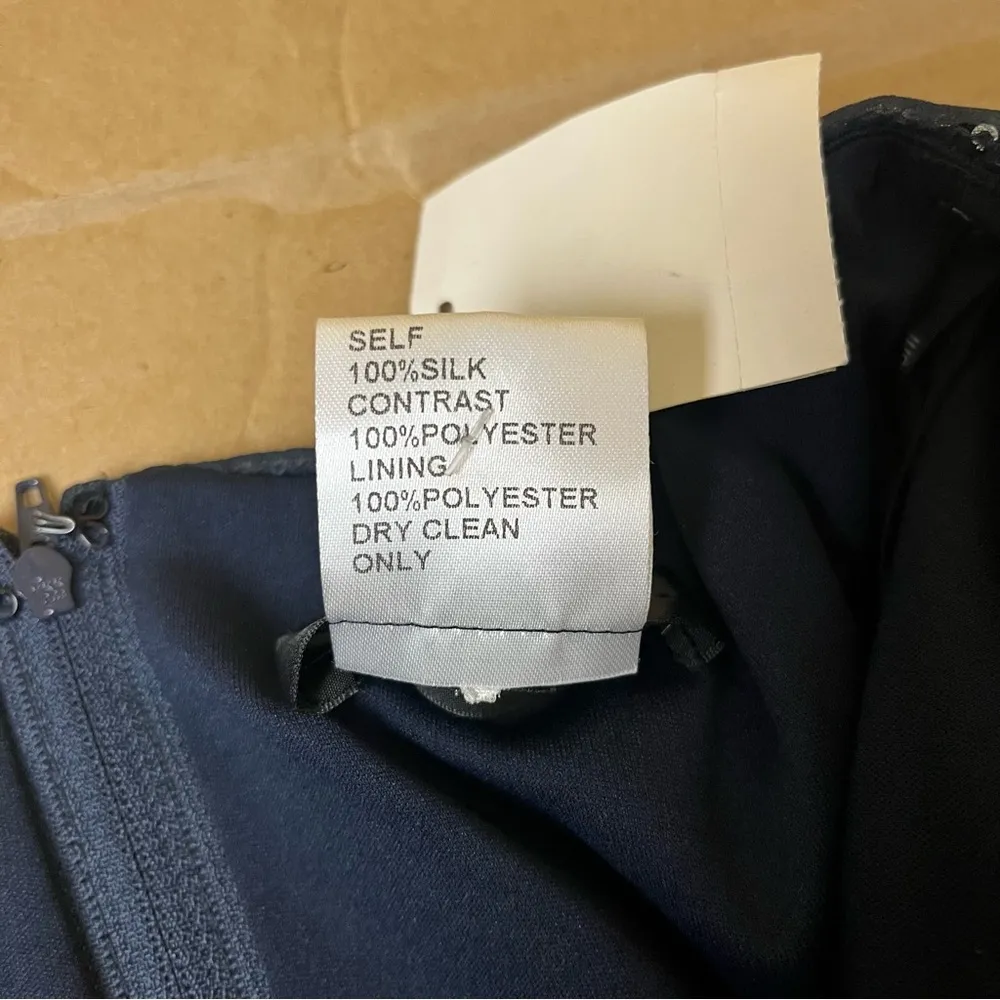 SELF
100%SILK
CONTRAST
100%POLYESTER
LINING
100%POLYESTER
DRY CLEAN
ONLY